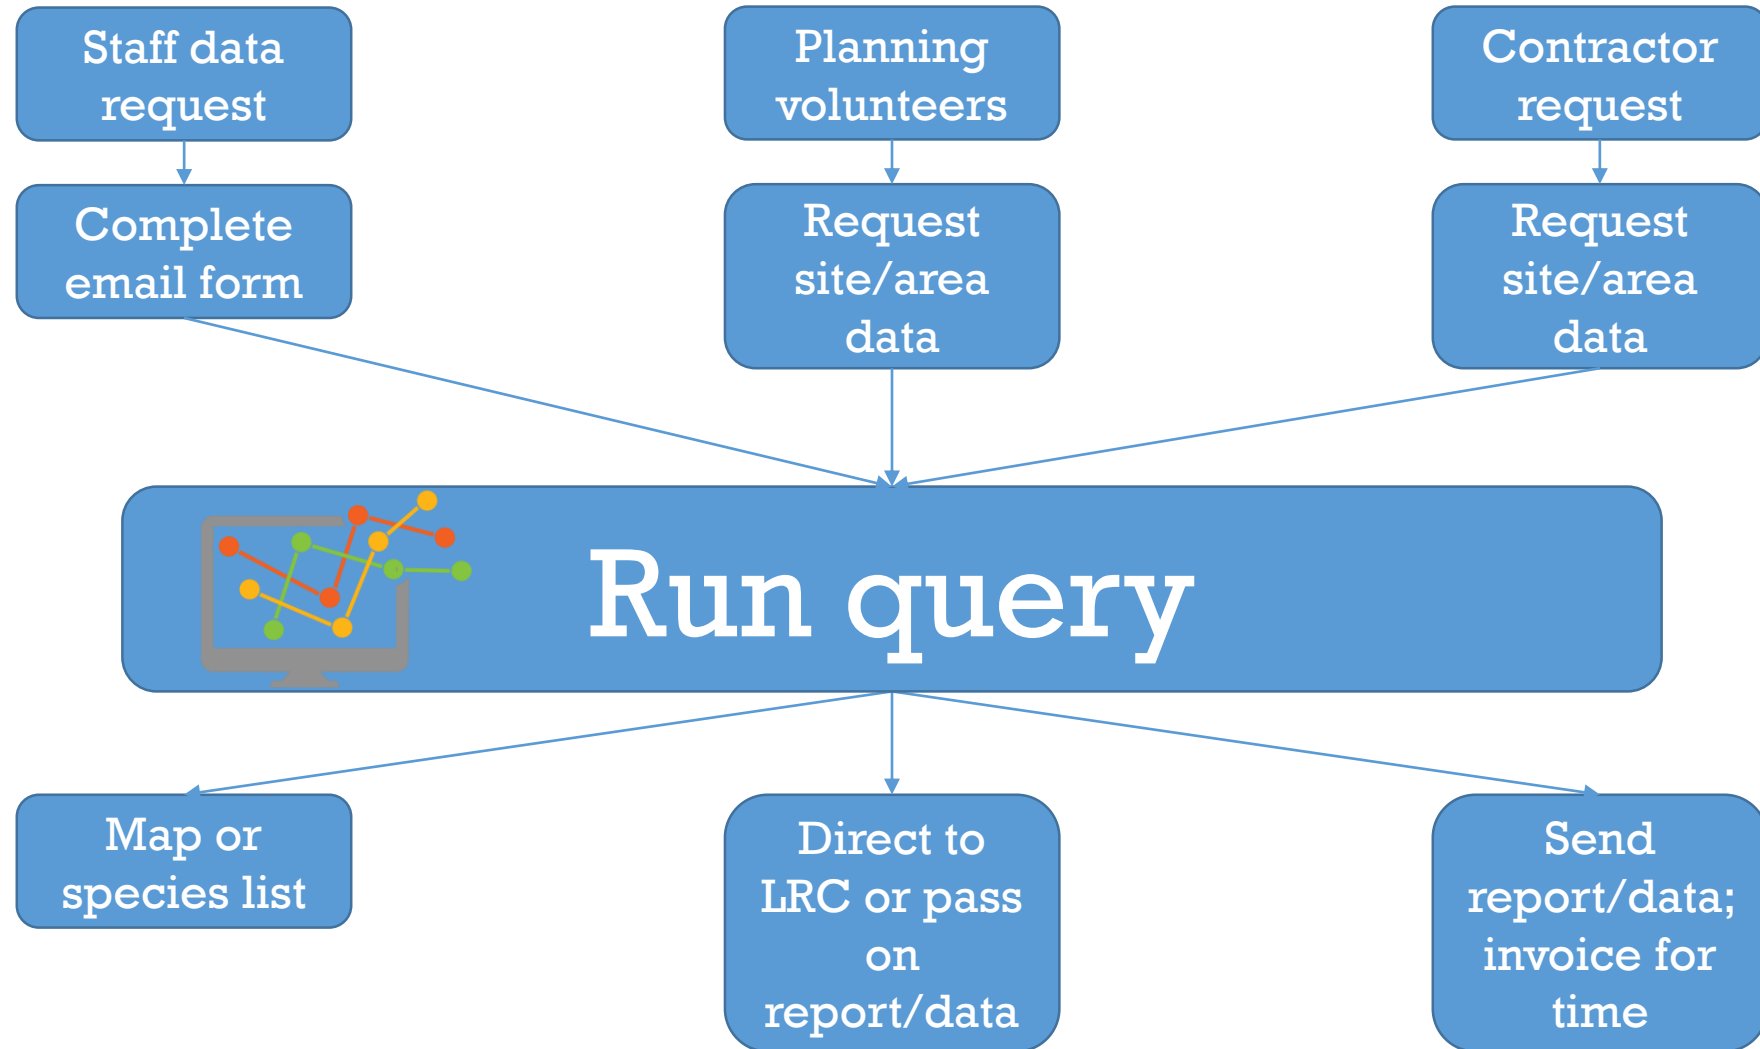 Staff data
request
Planning
volunteers
Contractor
request
Complete
email form
Request
site/area
data
Request
site/area
data
Run query
Map or
species list
Direct to
LRC or pass
on
report/data
Send
report/data;
invoice for
time